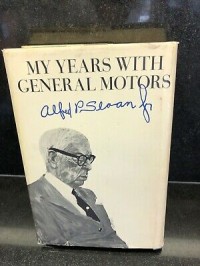 MY YEARS WITH
GENERAL MOTORS
Alfred P. Sloan Jr